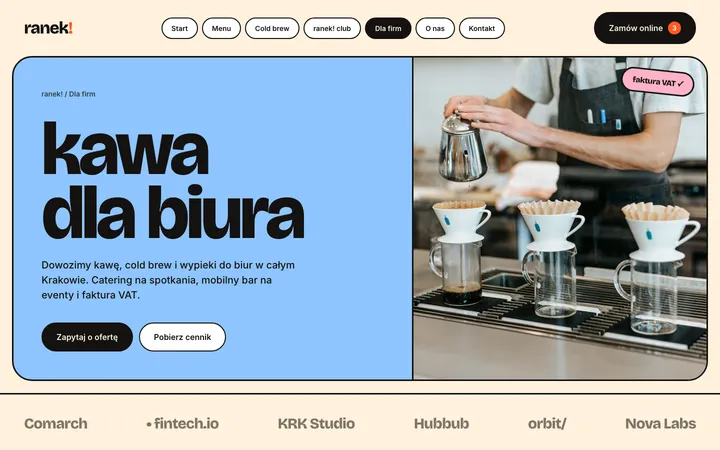 ranek!
Start
Menu
Cold brew
ranek! club
Dla firm
O nas
Kontakt
Zamów online 3
ranek! / Dla firm
faktura VAT ✓
kawa
dla biura
Dowozimy kawę, cold brew i wypieki do biur w całym
Krakowie. Catering na spotkania, mobilny bar na
eventy i faktura VAT.
Zapytaj o ofertę
Pobierz cennik
Comarch
• fintech.io
KRK Studio
Hubbub
orbit/
Nova Labs